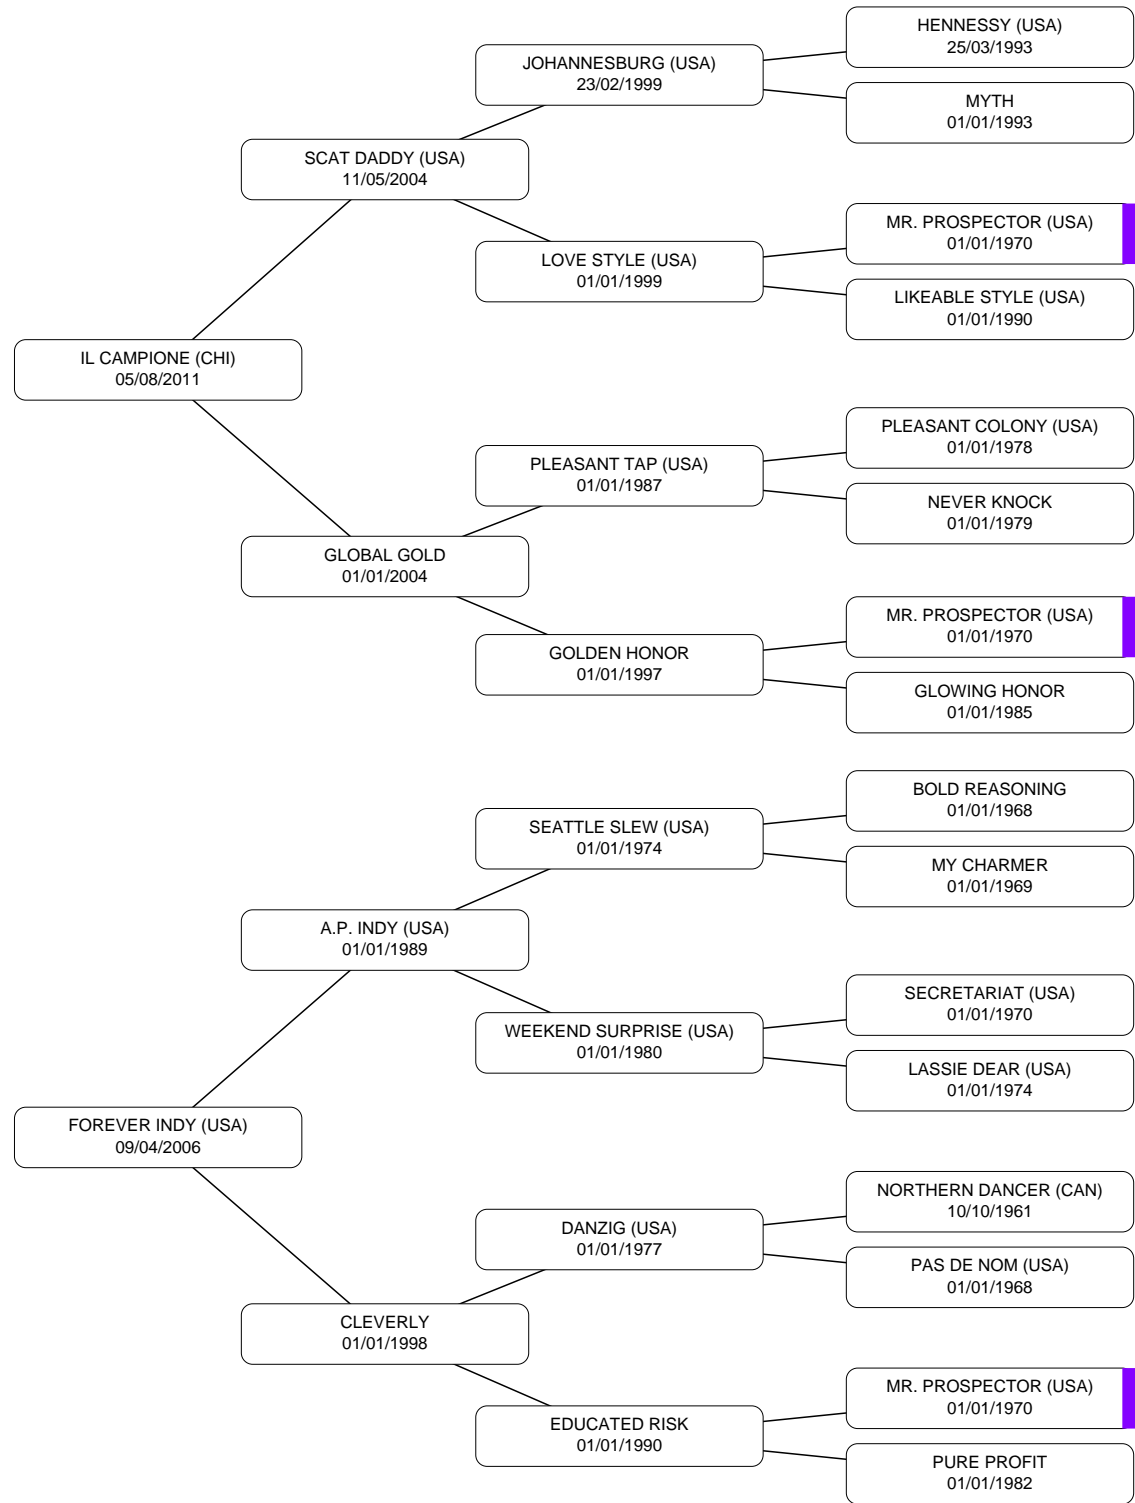 HENNESSY (USA)
25/03/1993
JOHANNESBURG (USA)
23/02/1999
MYTH
01/01/1993
SCAT DADDY (USA)
11/05/2004
MR. PROSPECTOR (USA)
01/01/1970
LOVE STYLE (USA)
01/01/1999
LIKEABLE STYLE (USA)
01/01/1990
IL CAMPIONE (CHI)
05/08/2011
PLEASANT COLONY (USA)
01/01/1978
PLEASANT TAP (USA)
01/01/1987
NEVER KNOCK
01/01/1979
GLOBAL GOLD
01/01/2004
MR. PROSPECTOR (USA)
01/01/1970
GOLDEN HONOR
01/01/1997
GLOWING HONOR
01/01/1985
BOLD REASONING
01/01/1968
SEATTLE SLEW (USA)
01/01/1974
MY CHARMER
01/01/1969
A.P. INDY (USA)
01/01/1989
SECRETARIAT (USA)
01/01/1970
WEEKEND SURPRISE (USA)
01/01/1980
LASSIE DEAR (USA)
01/01/1974
FOREVER INDY (USA)
09/04/2006
NORTHERN DANCER (CAN)
10/10/1961
DANZIG (USA)
01/01/1977
PAS DE NOM (USA)
01/01/1968
CLEVERLY
01/01/1998
MR. PROSPECTOR (USA)
01/01/1970
EDUCATED RISK
01/01/1990
PURE PROFIT
01/01/1982